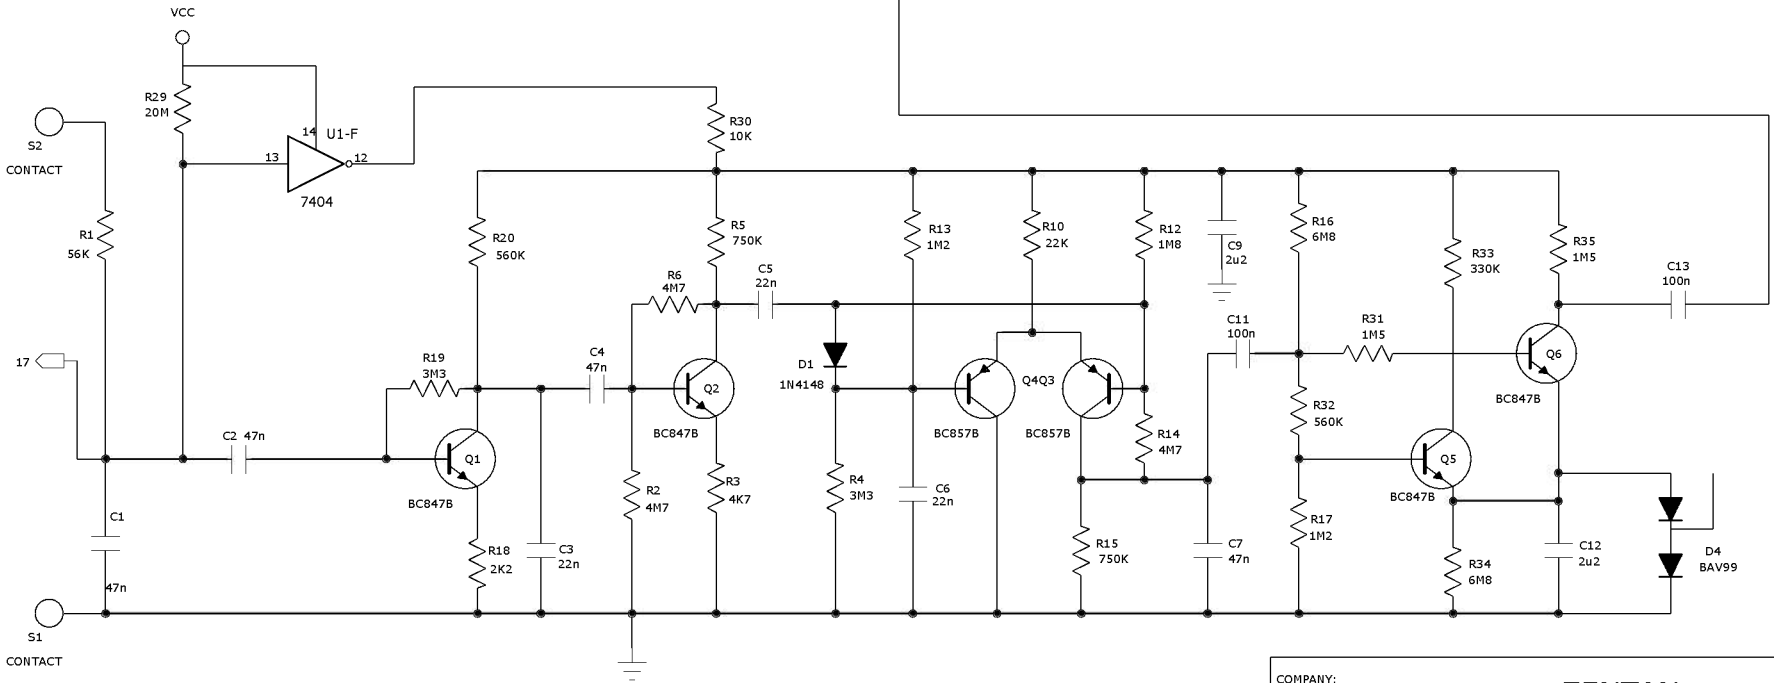 VCC
R29
20M
14
U1-F
13
12
7404
S2
CONTACT
R30
10K
R1
56K
R20
560K
R5
750K
R13
1M2
R10
22K
R12
1M8
C9
2u2
R16
6M8
R33
330K
R35
1M5
C13
100n
R6
4M7
C5
22n
C11
100n
R31
1M5
17
R19
3M3
C4
47n
D1
1N4148
Q2
Q4Q3
Q6
BC847B
R32
560K
C2 47n
BC847B
BC857B
BC857B
R14
4M7
Q1
Q5
BC847B
BC847B
R2
4M7
R3
4K7
R4
3M3
C6
22n
C1
R17
1M2
R18
2K2
C3
22n
R15
750K
C7
47n
C12
2u2
D4
BAV99
R34
6M8
47n
S1
CONTACT
COMPANY: